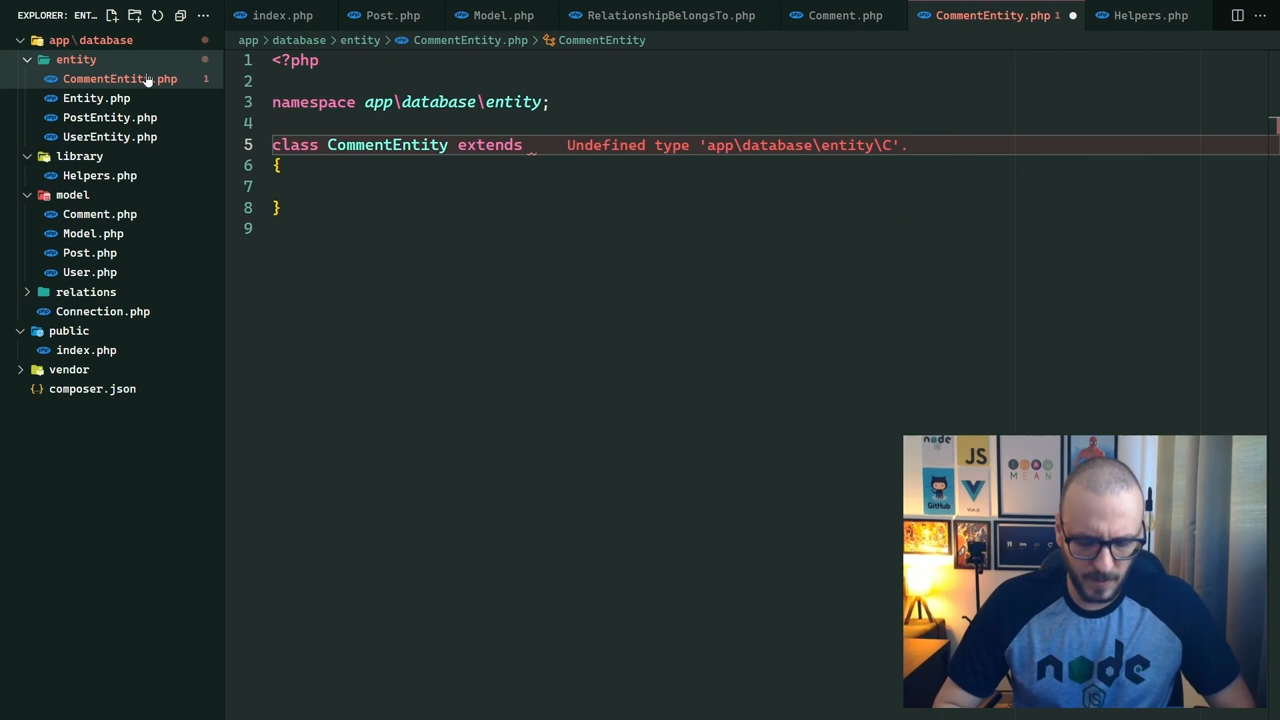 EXPLORER: ENT...
index.php
Post.php
Model.php
RelationshipBelongsTo.php
Comment.php
CommentEntity.php 1
Helpers.php
app\database
entity
CommentEntity.php 1
Entity.php
PostEntity.php
UserEntity.php
library
Helpers.php
model
Comment.php
Model.php
Post.php
User.php
relations
Connection.php
public
index.php
vendor
composer.json
app > database > entity > CommentEntity.php > CommentEntity
1 <?php
2
3 namespace app\database\entity;
4
5 class CommentEntity extends Undefined type 'app\database\entity\C'.
6 {
7
8 }
9
node
JS
GitHub
Vue.js
MEAN
node
JS